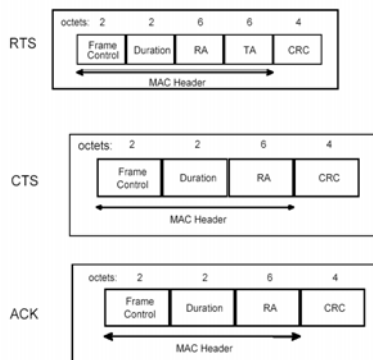 octets: 2 2 6 6 4
RTS
Frame Control Duration RA TA CRC
MAC Header
octets: 2 2 6 4
CTS
Frame Control Duration RA CRC
MAC Header
octets: 2 2 6 4
ACK
Frame Control Duration RA CRC
MAC Header